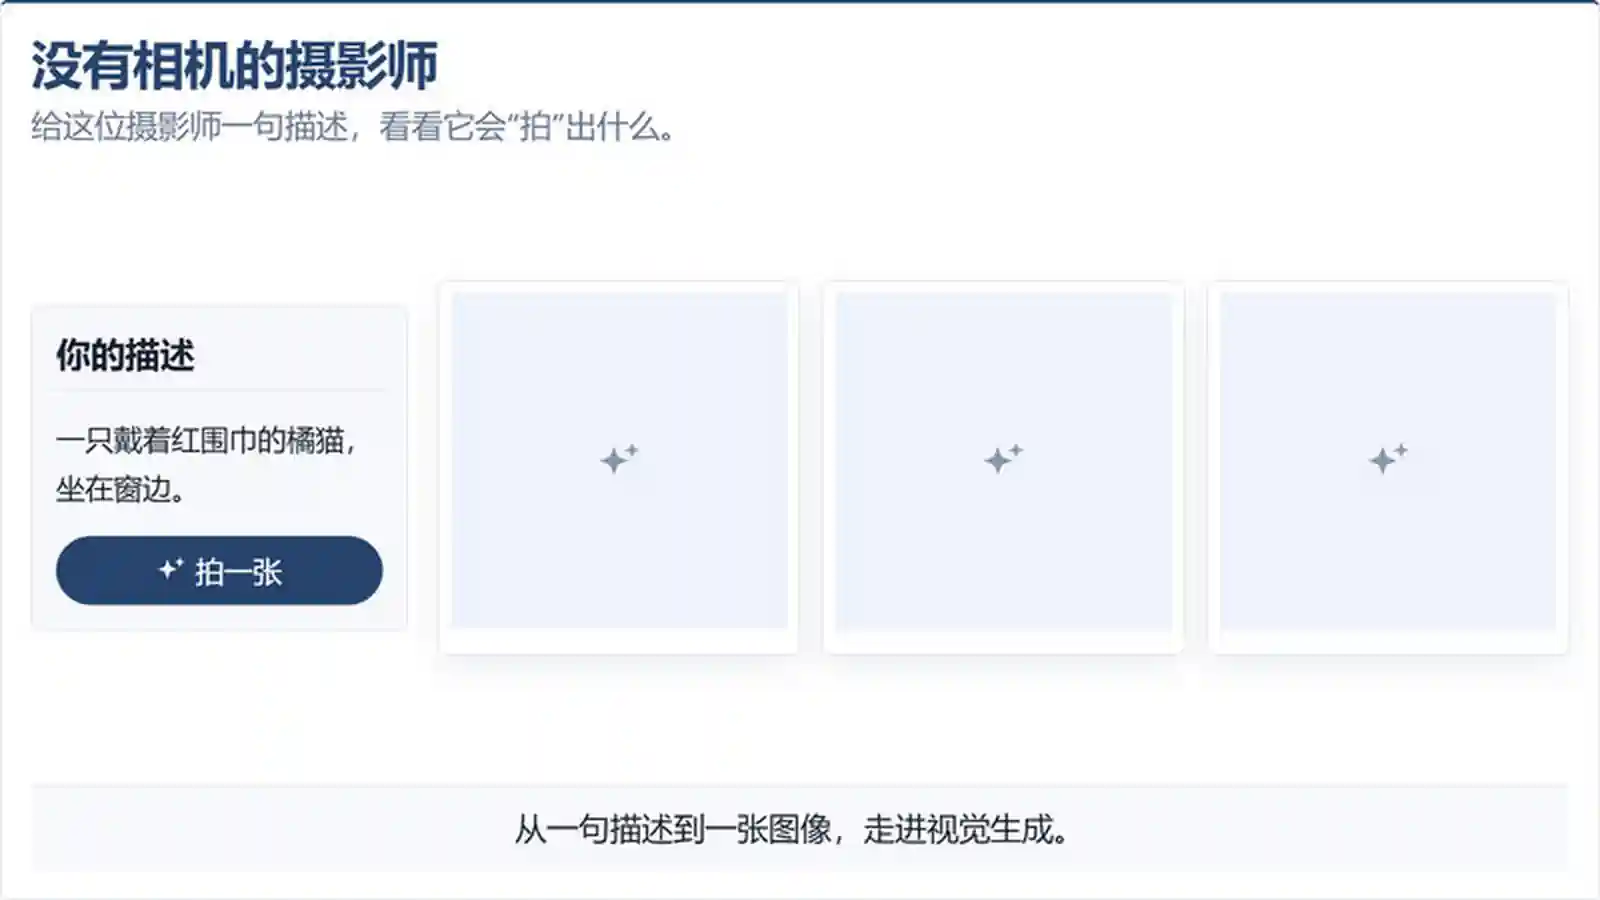 没有相机的摄影师
给这位摄影师一句描述，看看它会“拍”出什么。
你的描述
一只戴着红围巾的橘猫，
坐在窗边。
拍一张
从一句描述到一张图像，走进视觉生成。